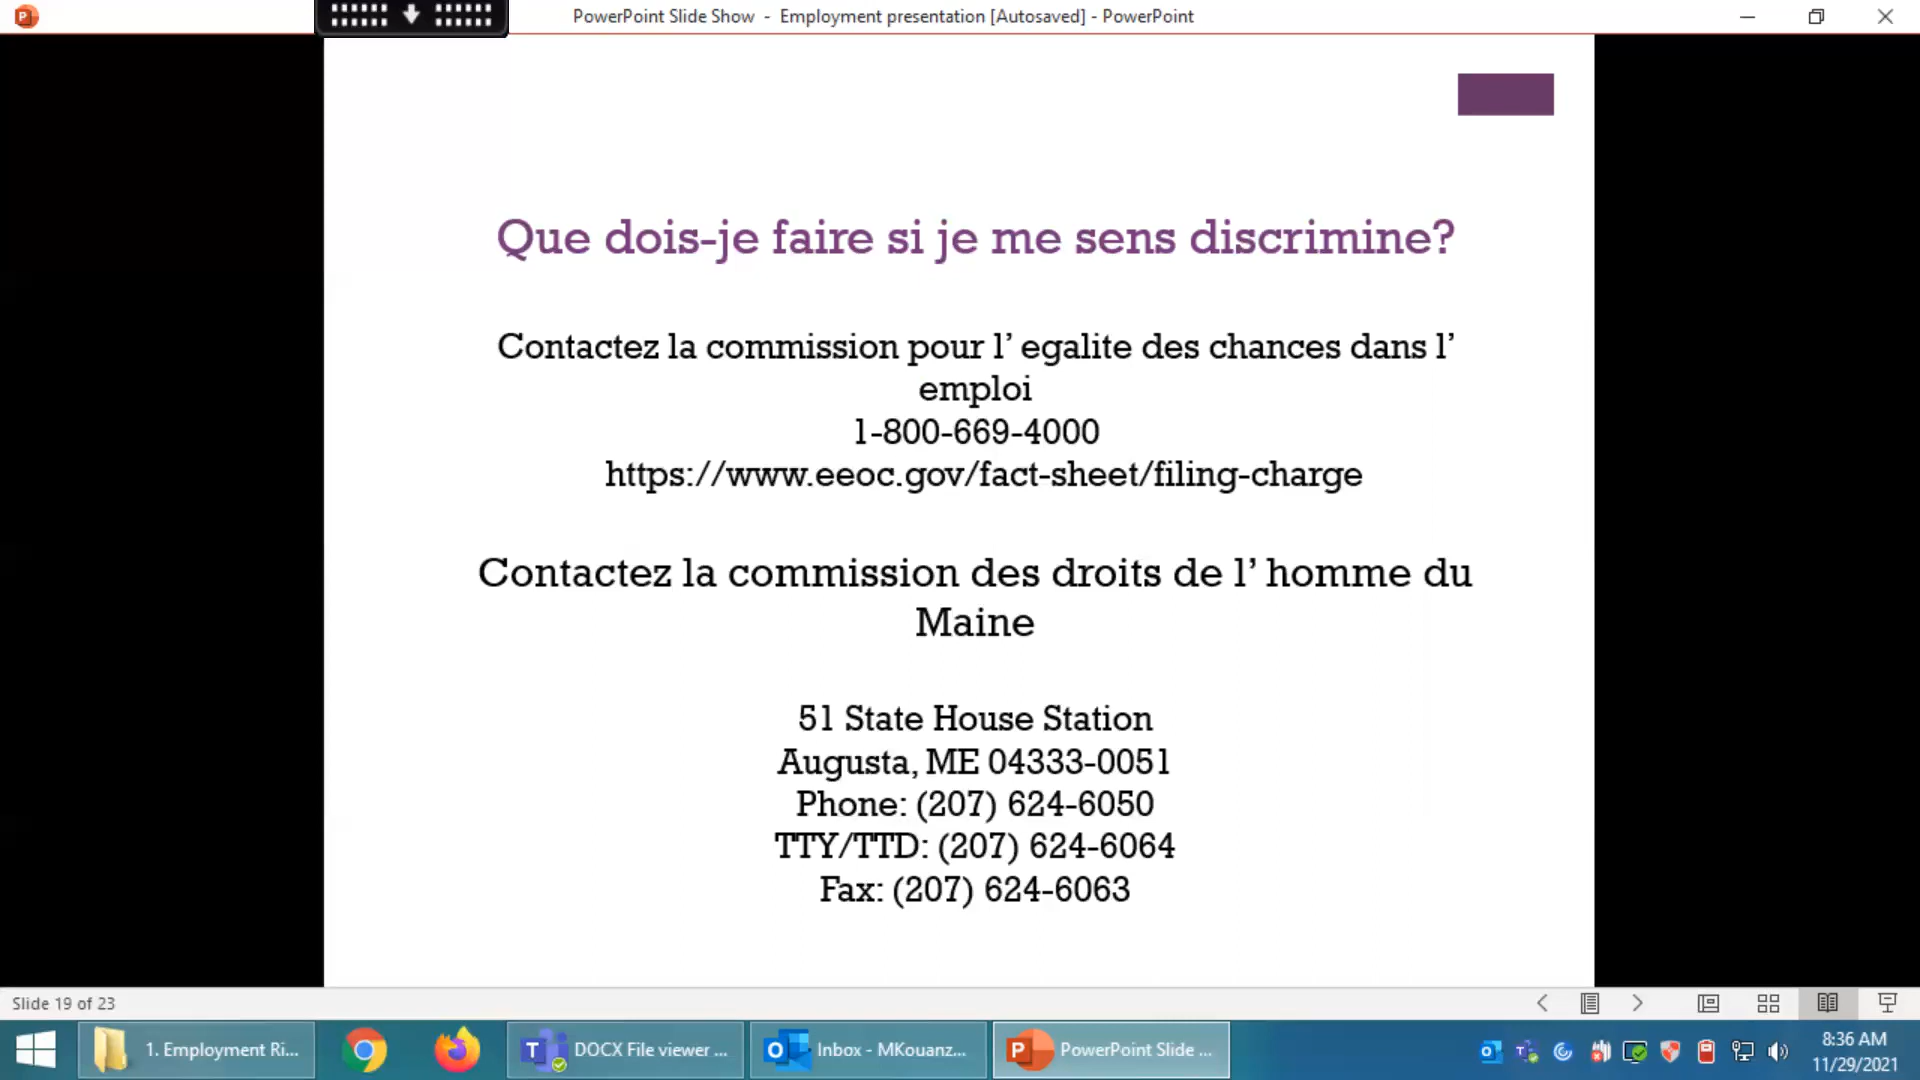 PowerPoint Slide Show - Employment presentation [Autosaved] - PowerPoint
Que dois-je faire si je me sens discrimine?
Contactez la commission pour l’ egalite des chances dans l’
emploi
1-800-669-4000
https://www.eeoc.gov/fact-sheet/filing-charge
Contactez la commission des droits de l’ homme du
Maine
51 State House Station
Augusta, ME 04333-0051
Phone: (207) 624-6050
TTY/TTD: (207) 624-6064
Fax: (207) 624-6063
Slide 19 of 23
1. Employment Ri...
DOCX File viewer ...
Inbox - MKouanz...
PowerPoint Slide ...
8:36 AM
11/29/2021